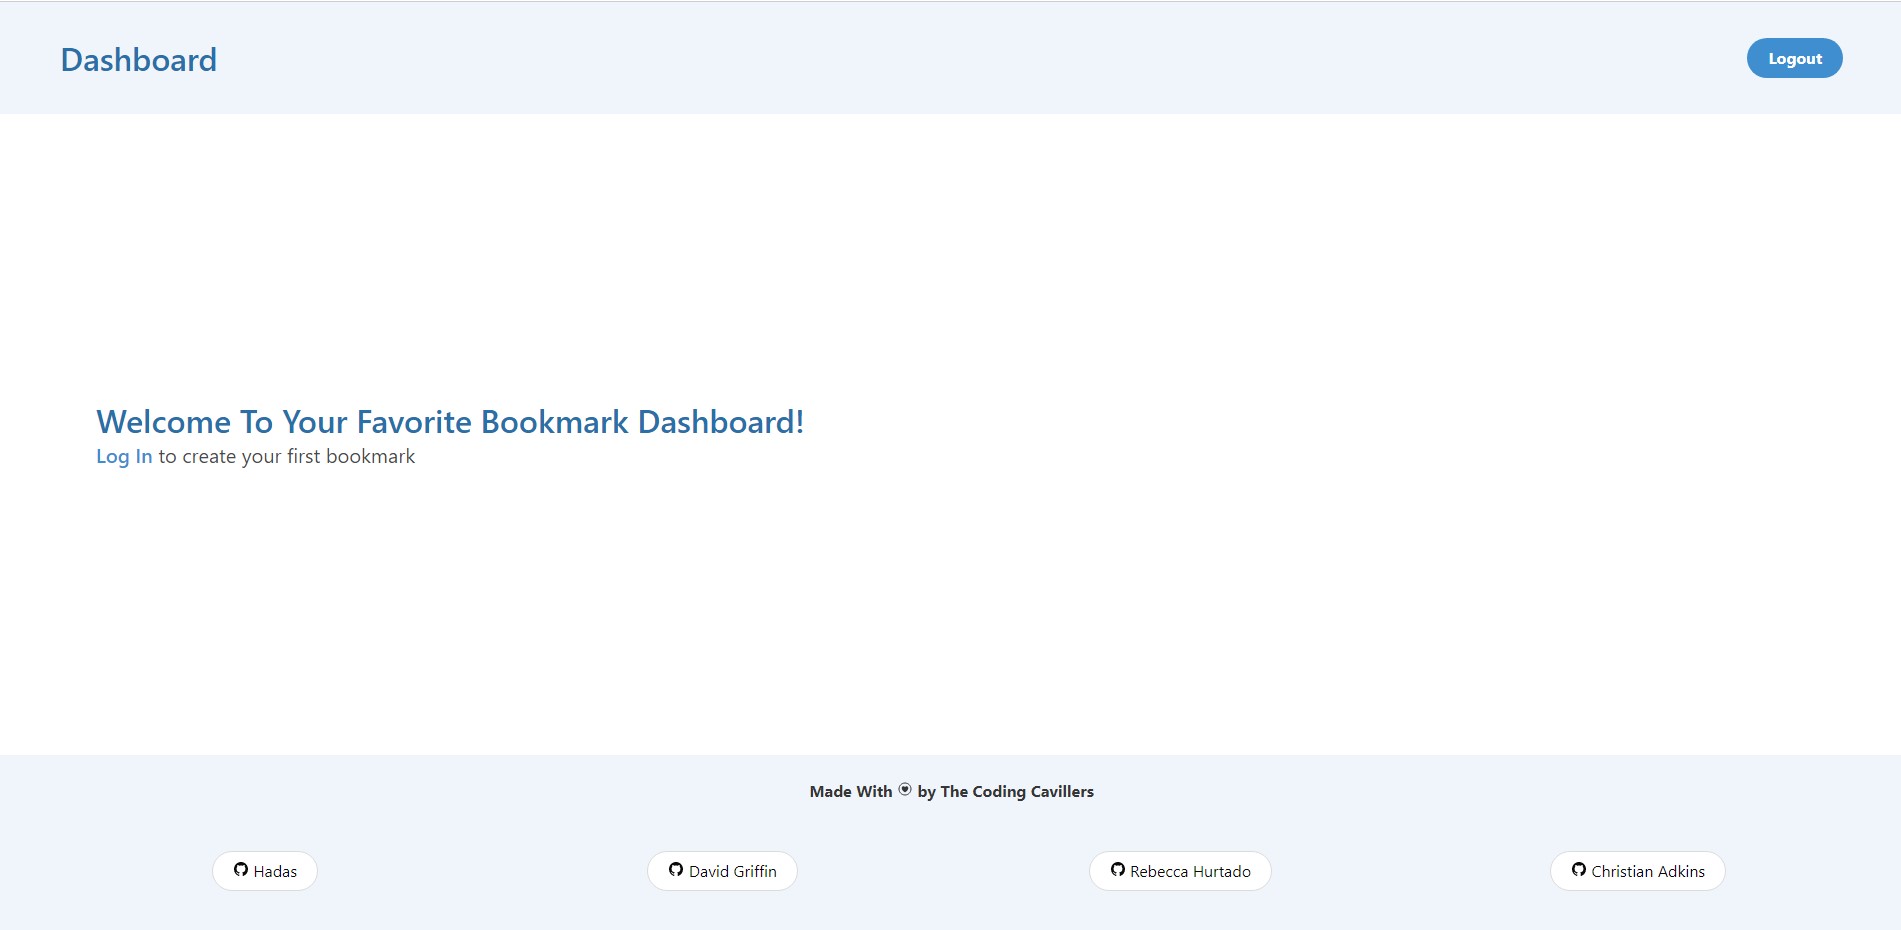 Dashboard
Logout
Welcome To Your Favorite Bookmark Dashboard!
Log In to create your first bookmark
Made With by The Coding Cavillers
Hadas
David Griffin
Rebecca Hurtado
Christian Adkins